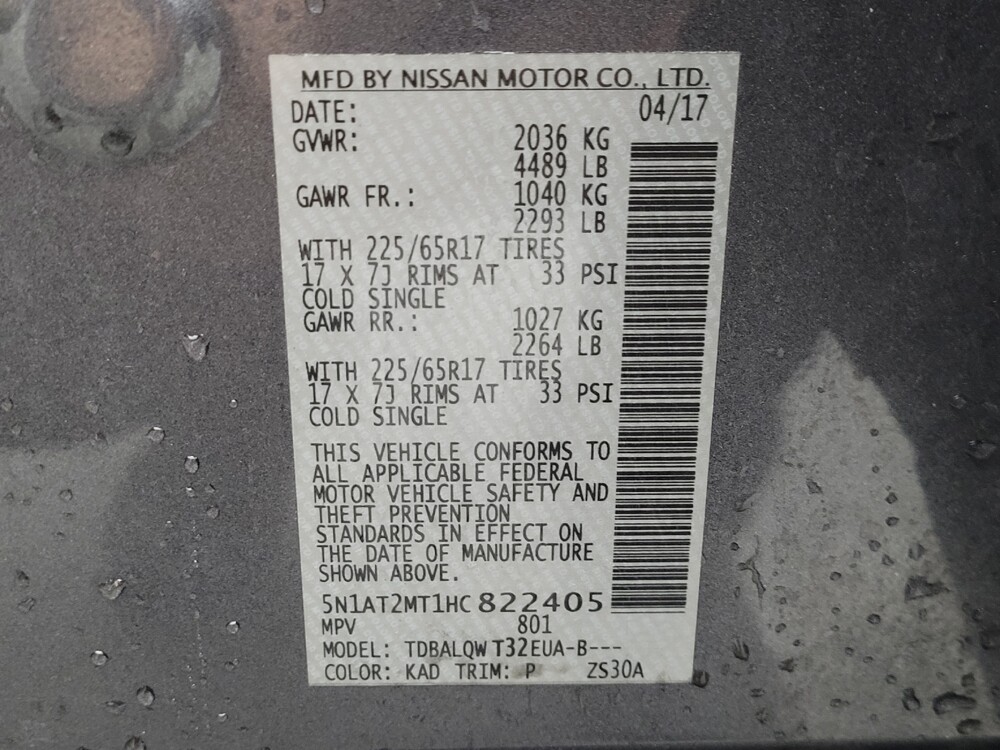 MFD BY NISSAN MOTOR CO., LTD.
DATE: 04/17
GVWR: 2036 KG
4489 LB
GAWR FR.: 1040 KG
2293 LB
WITH 225/65R17 TIRES
17 X 7J RIMS AT 33 PSI
COLD SINGLE
GAWR RR.: 1027 KG
2264 LB
WITH 225/65R17 TIRES
17 X 7J RIMS AT 33 PSI
COLD SINGLE
THIS VEHICLE CONFORMS TO
ALL APPLICABLE FEDERAL
MOTOR VEHICLE SAFETY AND
THEFT PREVENTION
STANDARDS IN EFFECT ON
THE DATE OF MANUFACTURE
SHOWN ABOVE.
5N1AT2MT1HC822405
MPV 801
MODEL: TDBALQWT32EUA-B---
COLOR: KAD TRIM: P ZS30A